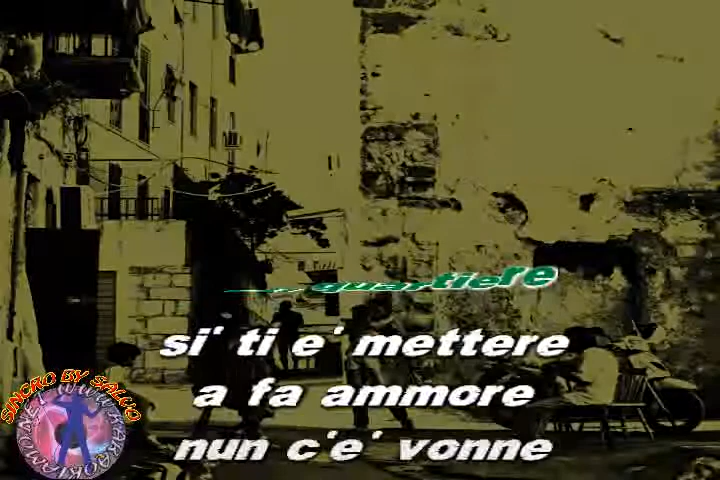 quartiere
si' ti e' mettere
a fa ammore
nun c'e' vonne
SINCRO BY SALCO